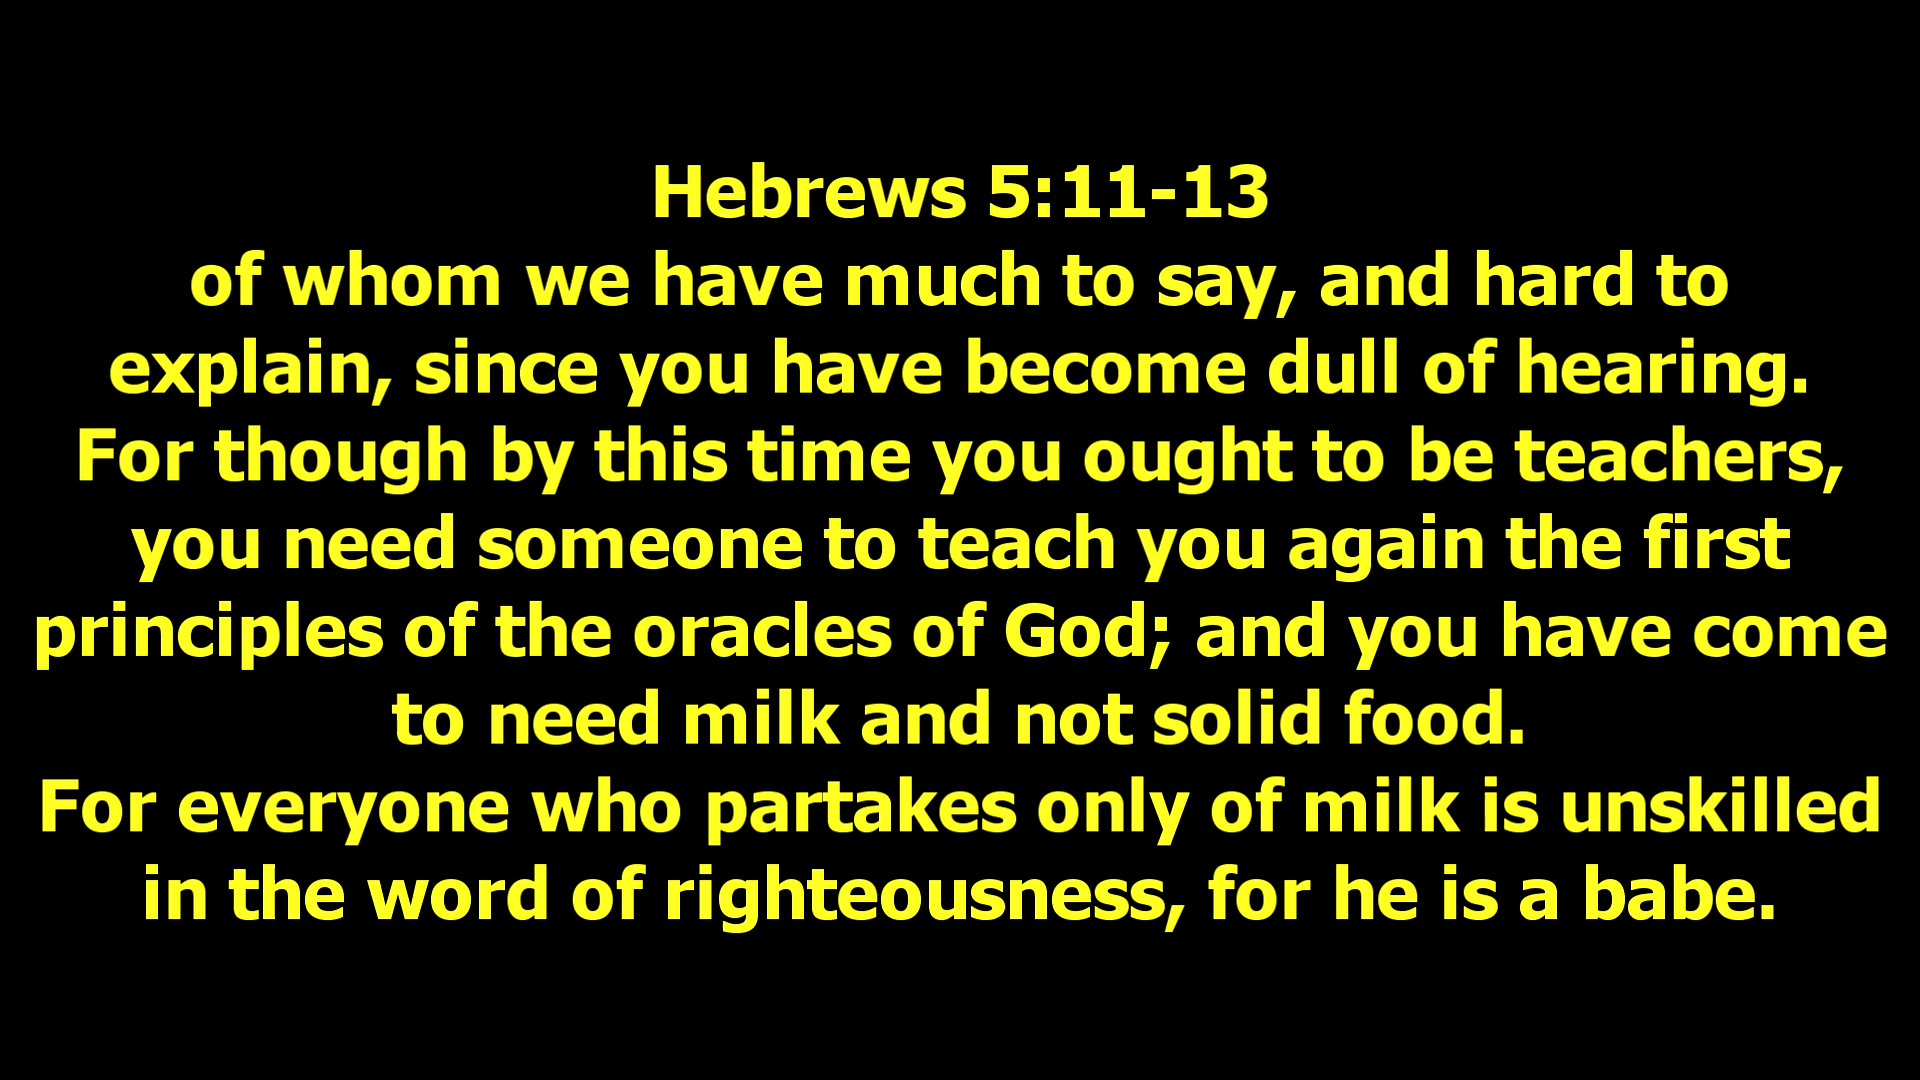 Hebrews 5:11-13
of whom we have much to say, and hard to
explain, since you have become dull of hearing.
For though by this time you ought to be teachers,
you need someone to teach you again the first
principles of the oracles of God; and you have come
to need milk and not solid food.
For everyone who partakes only of milk is unskilled
in the word of righteousness, for he is a babe.